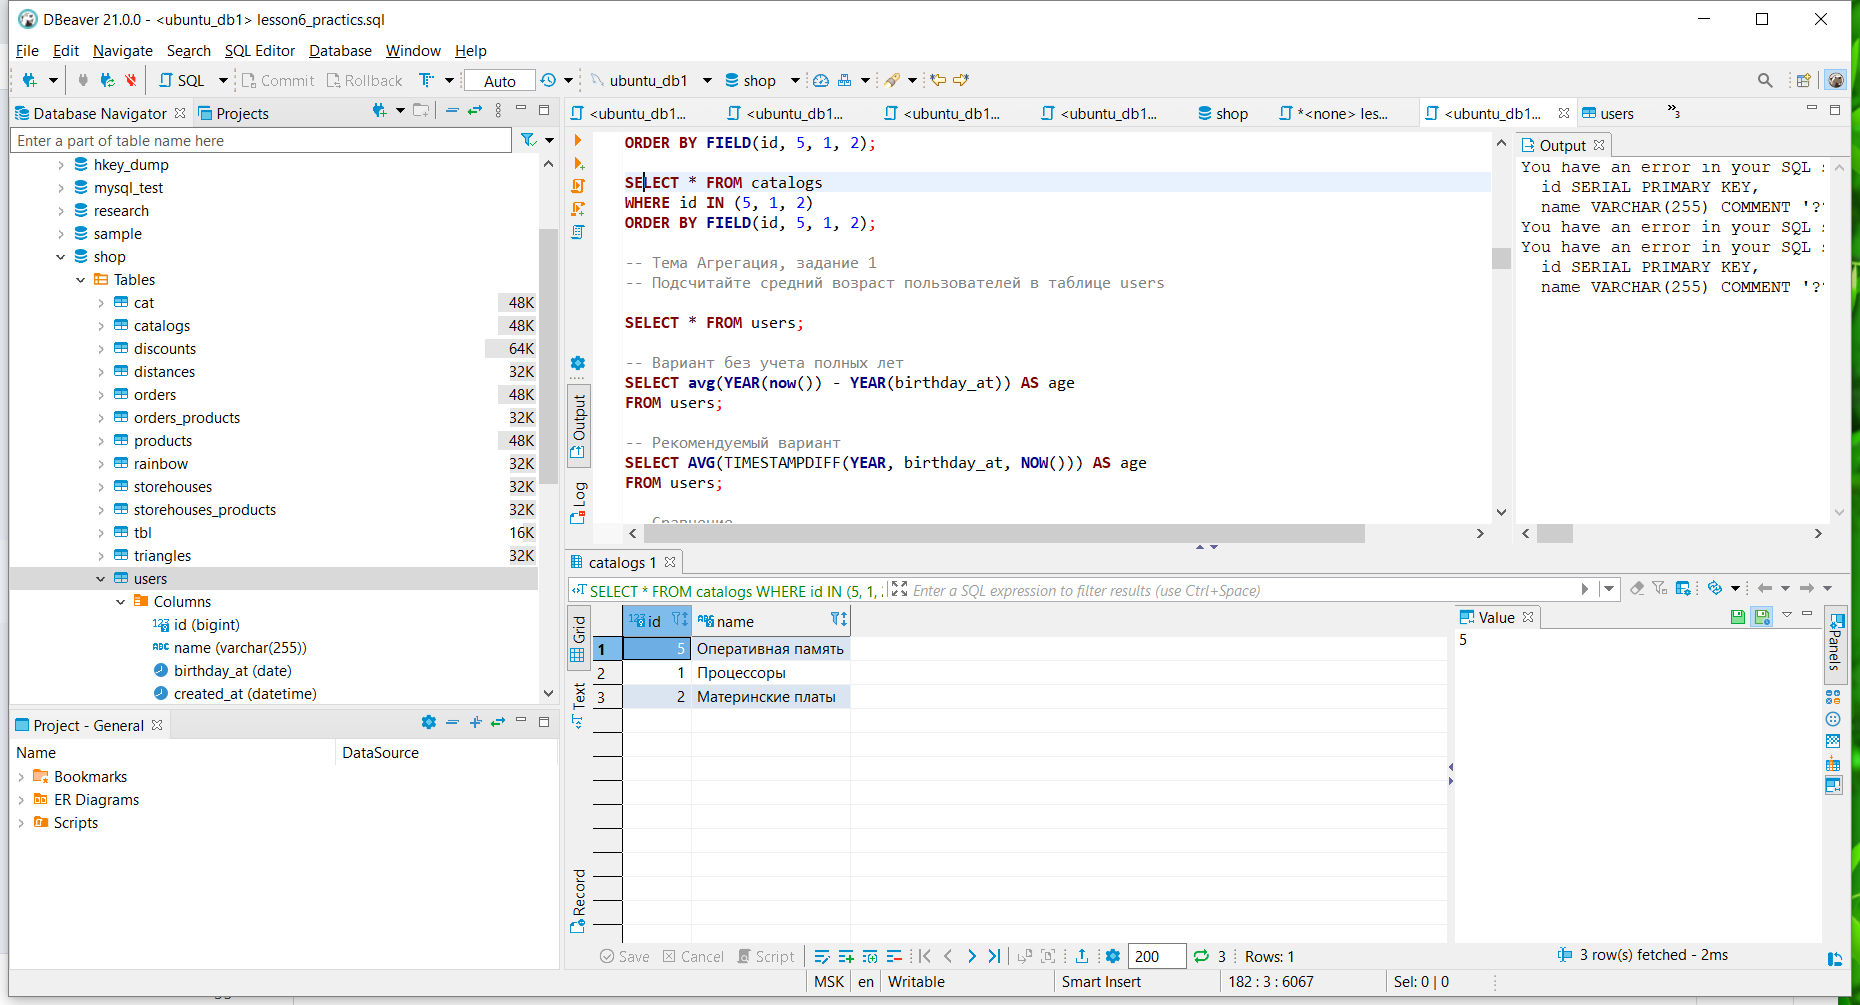 DBeaver 21.0.0 - <ubuntu_db1> lesson6_practics.sql
File Edit Navigate Search SQL Editor Database Window Help
SQL Commit Rollback Auto ubuntu_db1 shop
Database Navigator Projects
Enter a part of table name here
hkey_dump
mysql_test
research
sample
shop
Tables
cat 48K
catalogs 48K
discounts 64K
distances 32K
orders 48K
orders_products 32K
products 48K
rainbow 32K
storehouses 32K
storehouses_products 32K
tbl 16K
triangles 32K
users
Columns
id (bigint)
name (varchar(255))
birthday_at (date)
created_at (datetime)
Project - General
Name DataSource
Bookmarks
ER Diagrams
Scripts
<ubuntu_db1... <ubuntu_db1... <ubuntu_db1... <ubuntu_db1... shop *<none> les... <ubuntu_db1... users 3
ORDER BY FIELD(id, 5, 1, 2);
SELECT * FROM catalogs
WHERE id IN (5, 1, 2)
ORDER BY FIELD(id, 5, 1, 2);
-- Тема Агрегация, задание 1
-- Подсчитайте средний возраст пользователей в таблице users
SELECT * FROM users;
-- Вариант без учета полных лет
SELECT avg(YEAR(now()) - YEAR(birthday_at)) AS age
FROM users;
-- Рекомендуемый вариант
SELECT AVG(TIMESTAMPDIFF(YEAR, birthday_at, NOW())) AS age
FROM users;
Сравнение
Output
Log
Output
You have an error in your SQL
id SERIAL PRIMARY KEY,
name VARCHAR(255) COMMENT '?
You have an error in your SQL
You have an error in your SQL
id SERIAL PRIMARY KEY,
name VARCHAR(255) COMMENT '?
catalogs 1
SELECT * FROM catalogs WHERE id IN (5, 1, Enter a SQL expression to filter results (use Ctrl+Space)
Grid
Text
Record
123 id ABC name
1 5 Оперативная память
2 1 Процессоры
3 2 Материнские платы
Value
5
Panels
Save Cancel Script 200 3 Rows: 1
3 row(s) fetched - 2ms
MSK en Writable Smart Insert 182 : 3 : 6067 Sel: 0 | 0